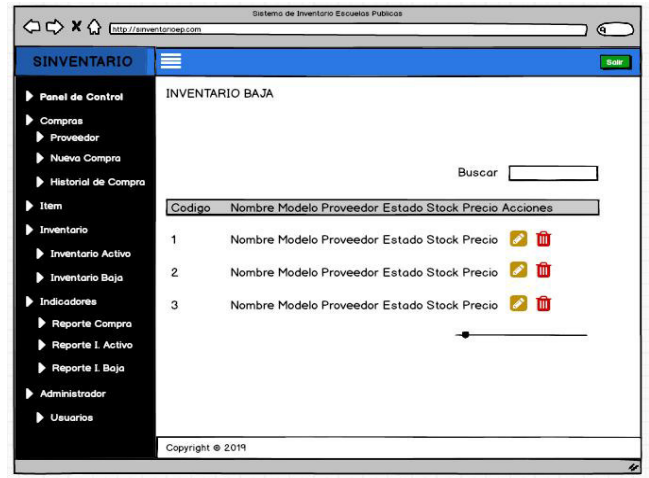 Sistema de Inventario Escuelas Publicas
http://sinventarioep.com
SINVENTARIO
Salir
Panel de Control
Compras
Proveedor
Nueva Compra
Historial de Compra
Item
Inventario
Inventario Activo
Inventario Baja
Indicadores
Reporte Compra
Reporte I. Activo
Reporte I. Baja
Administrador
Usuarios
INVENTARIO BAJA
Buscar
Codigo Nombre Modelo Proveedor Estado Stock Precio Acciones
1 Nombre Modelo Proveedor Estado Stock Precio
2 Nombre Modelo Proveedor Estado Stock Precio
3 Nombre Modelo Proveedor Estado Stock Precio
Copyright © 2019